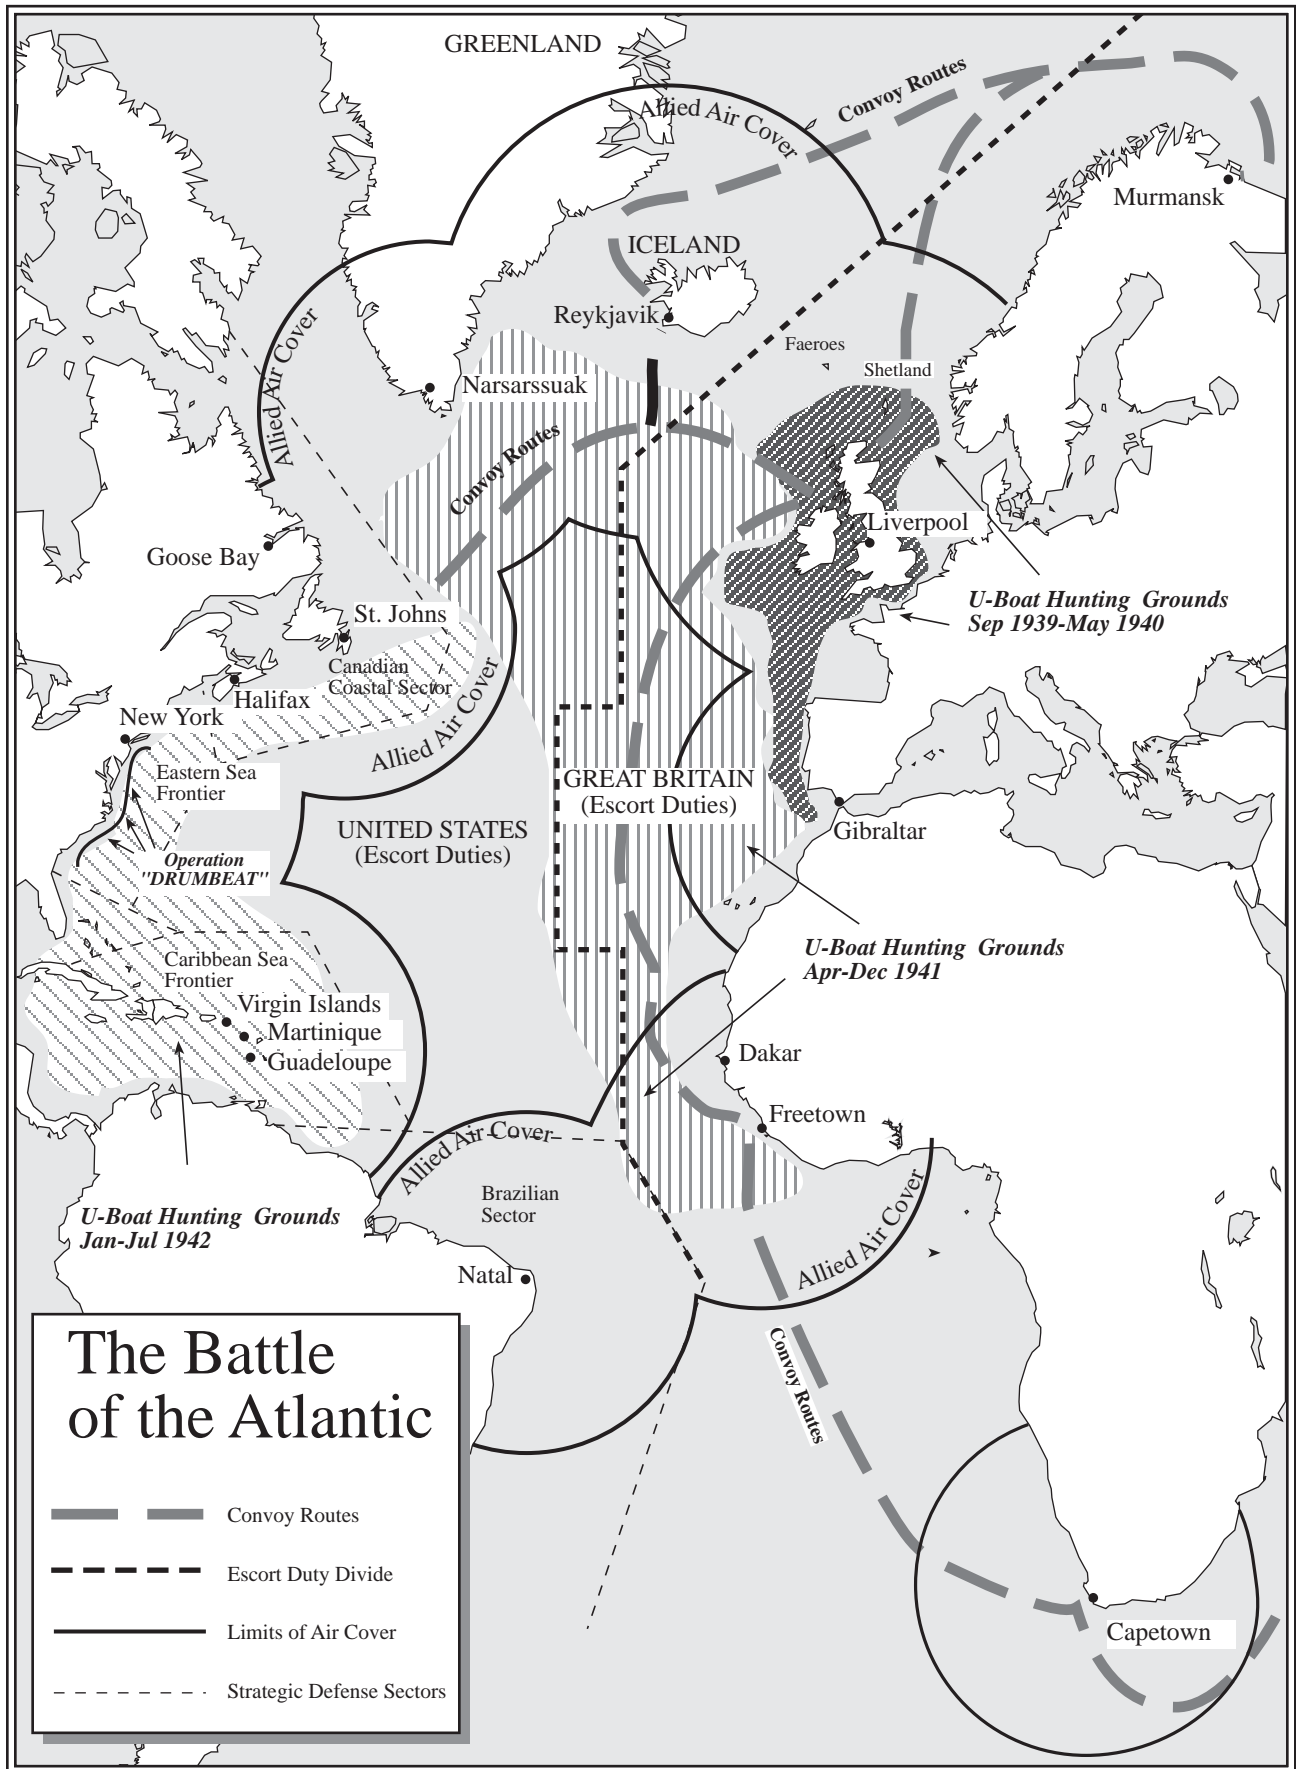 GREENLAND
Convoy Routes
Allied Air Cover
Murmansk
ICELAND
Reykjavik
Faeroes
Shetland
Allied Air Cover
Narsarssuak
Convoy Routes
Liverpool
Goose Bay
U-Boat Hunting Grounds
Sep 1939-May 1940
St. Johns
Canadian
Coastal Sector
Halifax
New York
Allied Air Cover
Eastern Sea
Frontier
GREAT BRITAIN
(Escort Duties)
UNITED STATES
(Escort Duties)
Gibraltar
Operation
"DRUMBEAT"
U-Boat Hunting Grounds
Apr-Dec 1941
Caribbean Sea
Frontier
Virgin Islands
Martinique
Guadeloupe
Dakar
Freetown
Allied Air Cover
Brazilian
Sector
Allied Air Cover
U-Boat Hunting Grounds
Jan-Jul 1942
Natal
Convoy Routes
The Battle
of the Atlantic
Convoy Routes
Escort Duty Divide
Limits of Air Cover
Strategic Defense Sectors
Capetown